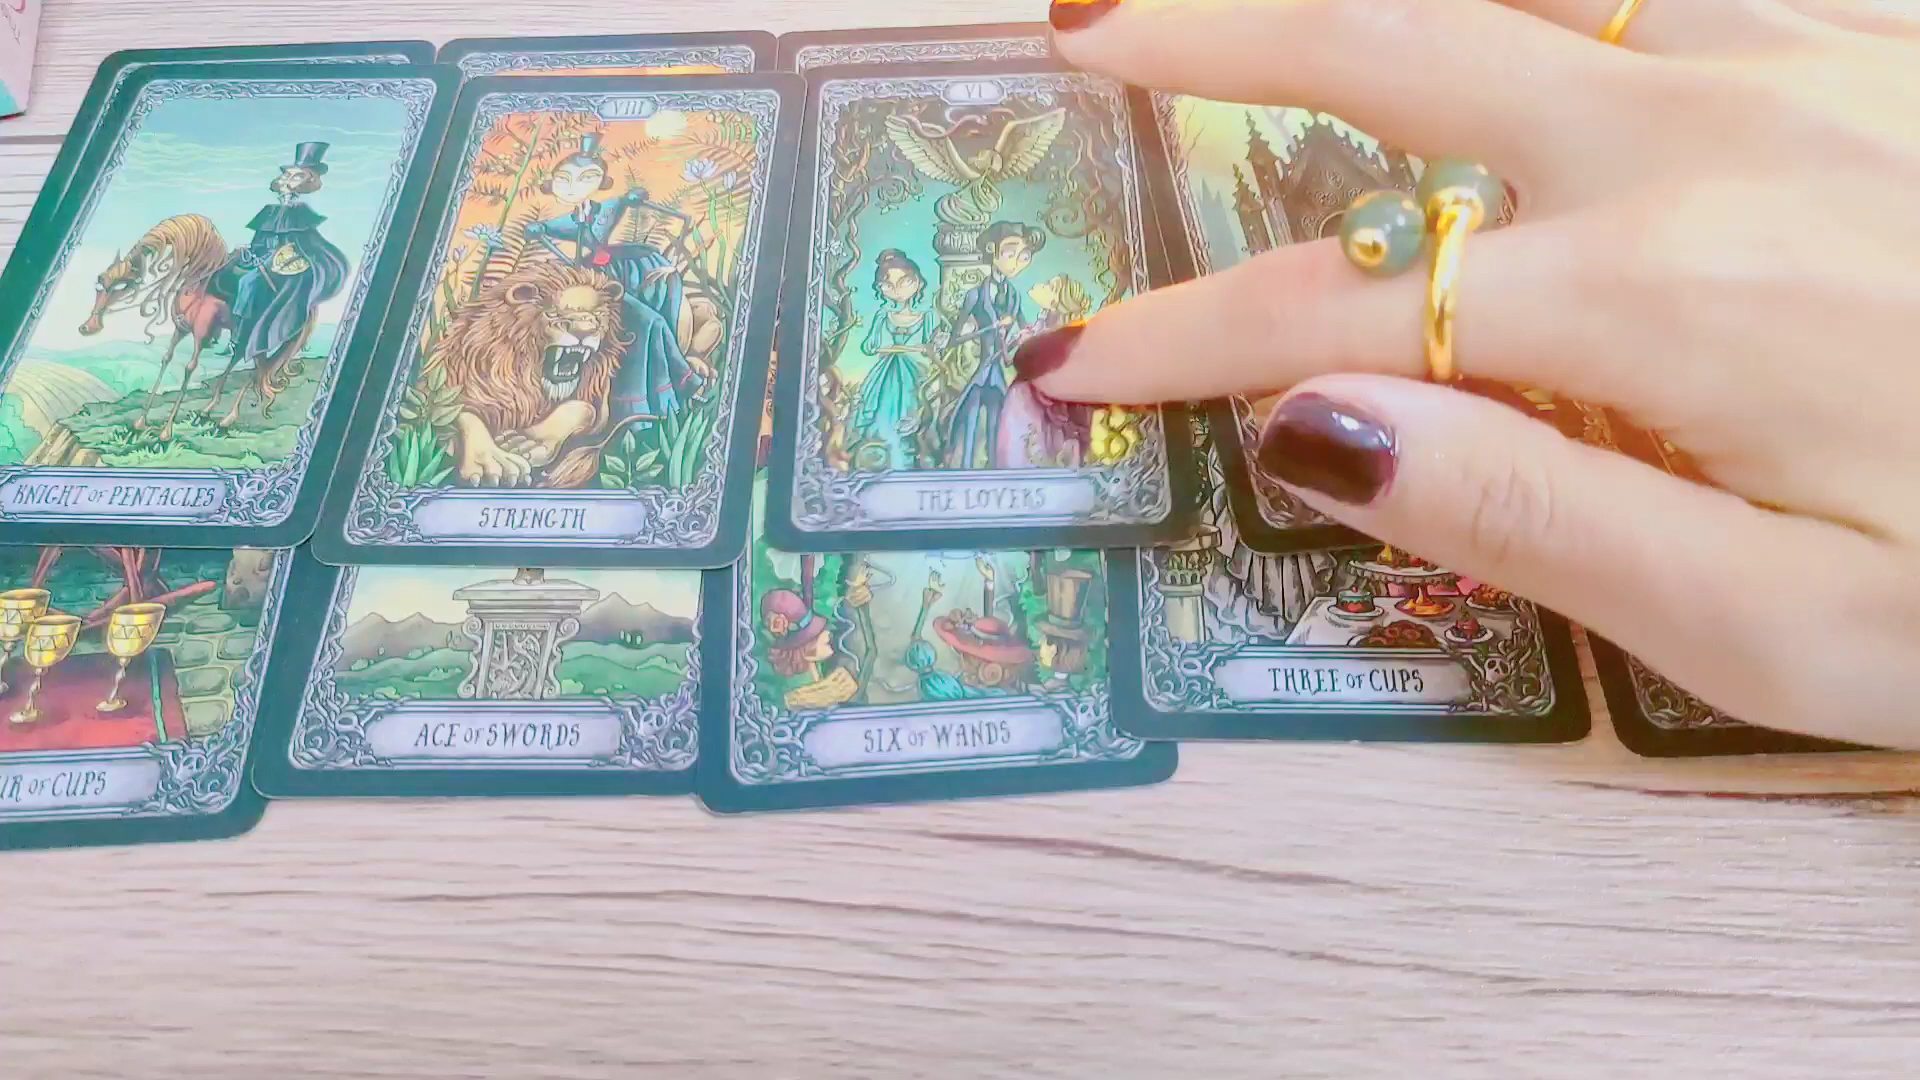 VIII
VI
KNIGHT OF PENTACLES
STRENGTH
THE LOVERS
UR OF CUPS
ACE OF SWORDS
SIX OF WANDS
THREE OF CUPS